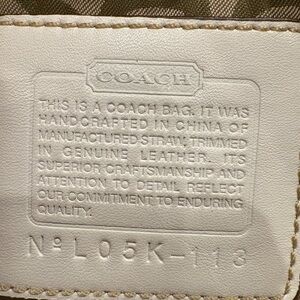 COACH
THIS IS A COACH BAG. IT WAS
HANDCRAFTED IN CHINA OF
MANUFACTURED STRAW, TRIMMED
IN GENUINE LEATHER. ITS
SUPERIOR CRAFTSMANSHIP AND
ATTENTION TO DETAIL REFLECT
OUR COMMITMENT TO ENDURING
QUALITY.
Nº L05K-113